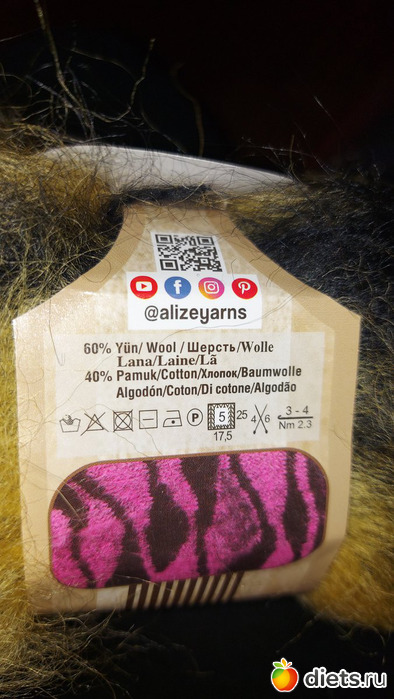 @alizeyarns
60% Yün/ Wool / Шерсть/Wolle
Lana/Laine/Lã
40% Pamuk/Cotton/Хлопок/Baumwolle
Algodón/Coton/Di cotone/Algodão
P 5 25 4 6 3 - 4
17,5 Nm 2.3
diets.ru